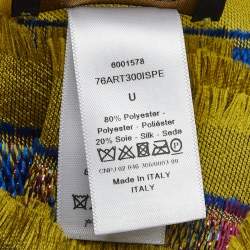 6001578
76ART300ISPE
U
80% Polyester -
Polyester - Poliéster
20% Soie - Silk - Seda
Made in ITALY
ITALY